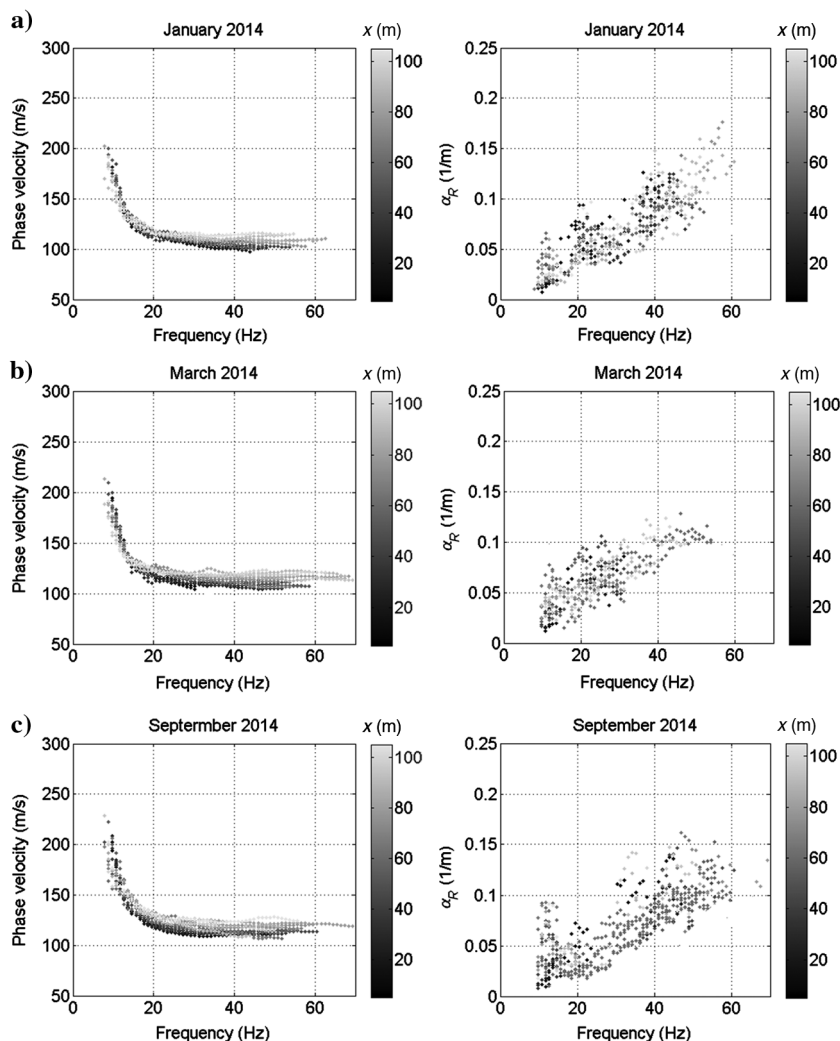 a)
January 2014
x (m)
300
250
200
150
100
50
Phase velocity (m/s)
0 20 40 60
Frequency (Hz)
100
80
60
40
20
January 2014
x (m)
0.25
0.2
0.15
0.1
0.05
0
α_R (1/m)
0 20 40 60
Frequency (Hz)
100
80
60
40
20
b)
March 2014
x (m)
300
250
200
150
100
50
Phase velocity (m/s)
0 20 40 60
Frequency (Hz)
100
80
60
40
20
March 2014
x (m)
0.25
0.2
0.15
0.1
0.05
0
α_R (1/m)
0 20 40 60
Frequency (Hz)
100
80
60
40
20
c)
Septermber 2014
x (m)
300
250
200
150
100
50
Phase velocity (m/s)
0 20 40 60
Frequency (Hz)
100
80
60
40
20
September 2014
x (m)
0.25
0.2
0.15
0.1
0.05
0
α_R (1/m)
0 20 40 60
Frequency (Hz)
100
80
60
40
20